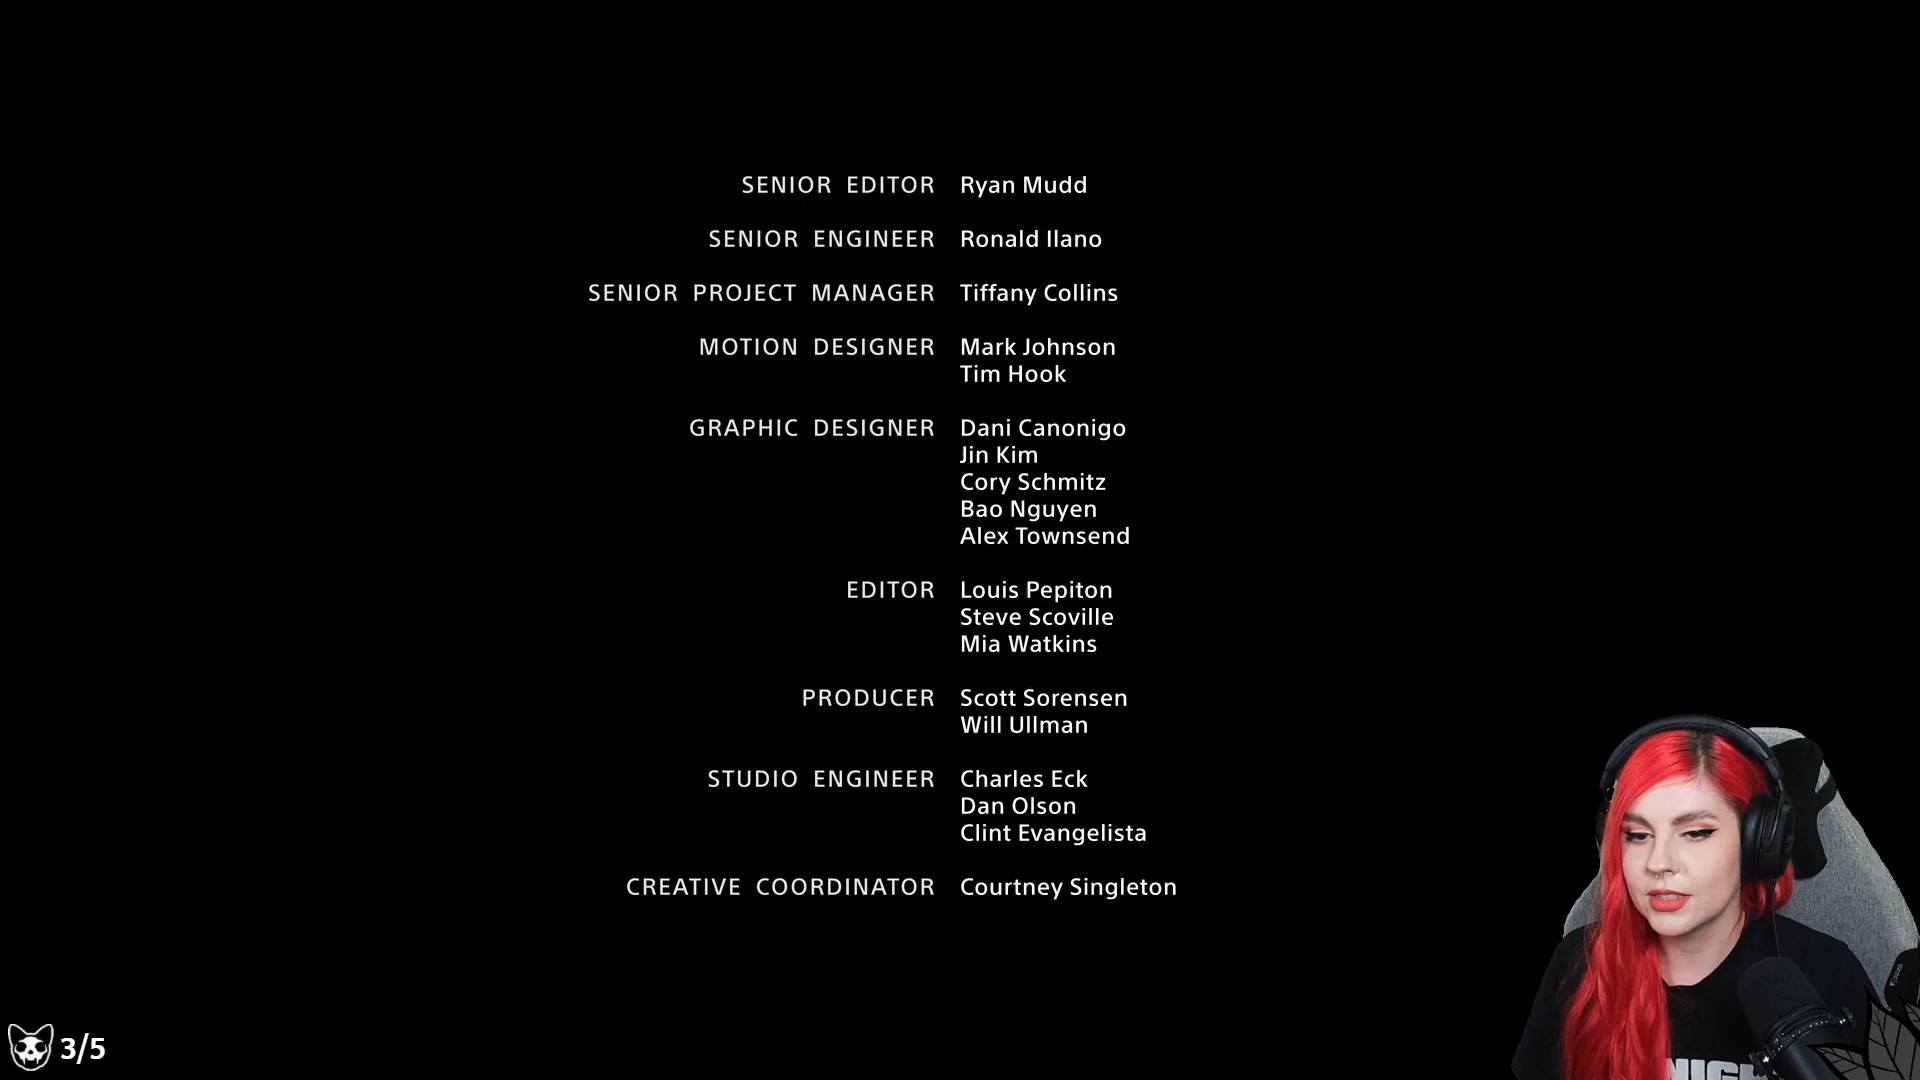 SENIOR EDITOR Ryan Mudd
SENIOR ENGINEER Ronald Ilano
SENIOR PROJECT MANAGER Tiffany Collins
MOTION DESIGNER Mark Johnson
Tim Hook
GRAPHIC DESIGNER Dani Canonigo
Jin Kim
Cory Schmitz
Bao Nguyen
Alex Townsend
EDITOR Louis Pepiton
Steve Scoville
Mia Watkins
PRODUCER Scott Sorensen
Will Ullman
STUDIO ENGINEER Charles Eck
Dan Olson
Clint Evangelista
CREATIVE COORDINATOR Courtney Singleton
3/5